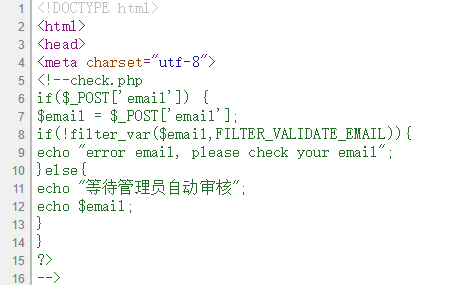 1 <!DOCTYPE html>
2 <html>
3 <head>
4 <meta charset="utf-8">
5 <!--check.php
6 if($_POST['email']) {
7 $email = $_POST['email'];
8 if(!filter_var($email,FILTER_VALIDATE_EMAIL)){
9 echo "error email, please check your email";
10 }else{
11 echo "等待管理员自动审核";
12 echo $email;
13 }
14 }
15 ?>
16 -->